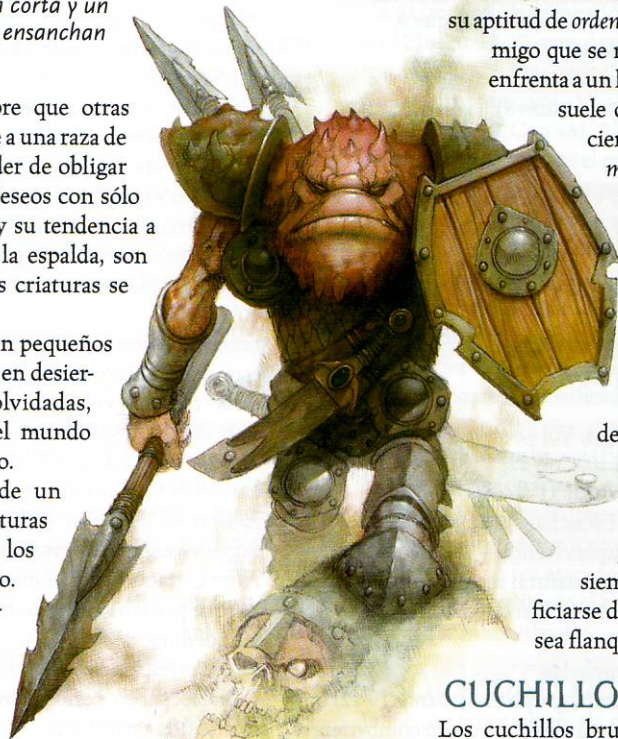 corta y un
ensanchan
bre que otras
e a una raza de
der de obligar
deseos con sólo
y su tendencia a
la espalda, son
s criaturas se
n pequeños
en desier-
olvidadas,
el mundo
o.
de un
turas
los
o.
su aptitud de orden
migo que se m
enfrenta a un
suele
cien
m
de
siem
ficiarse d
sea flanq
CUCHILLO
Los cuchillos bru